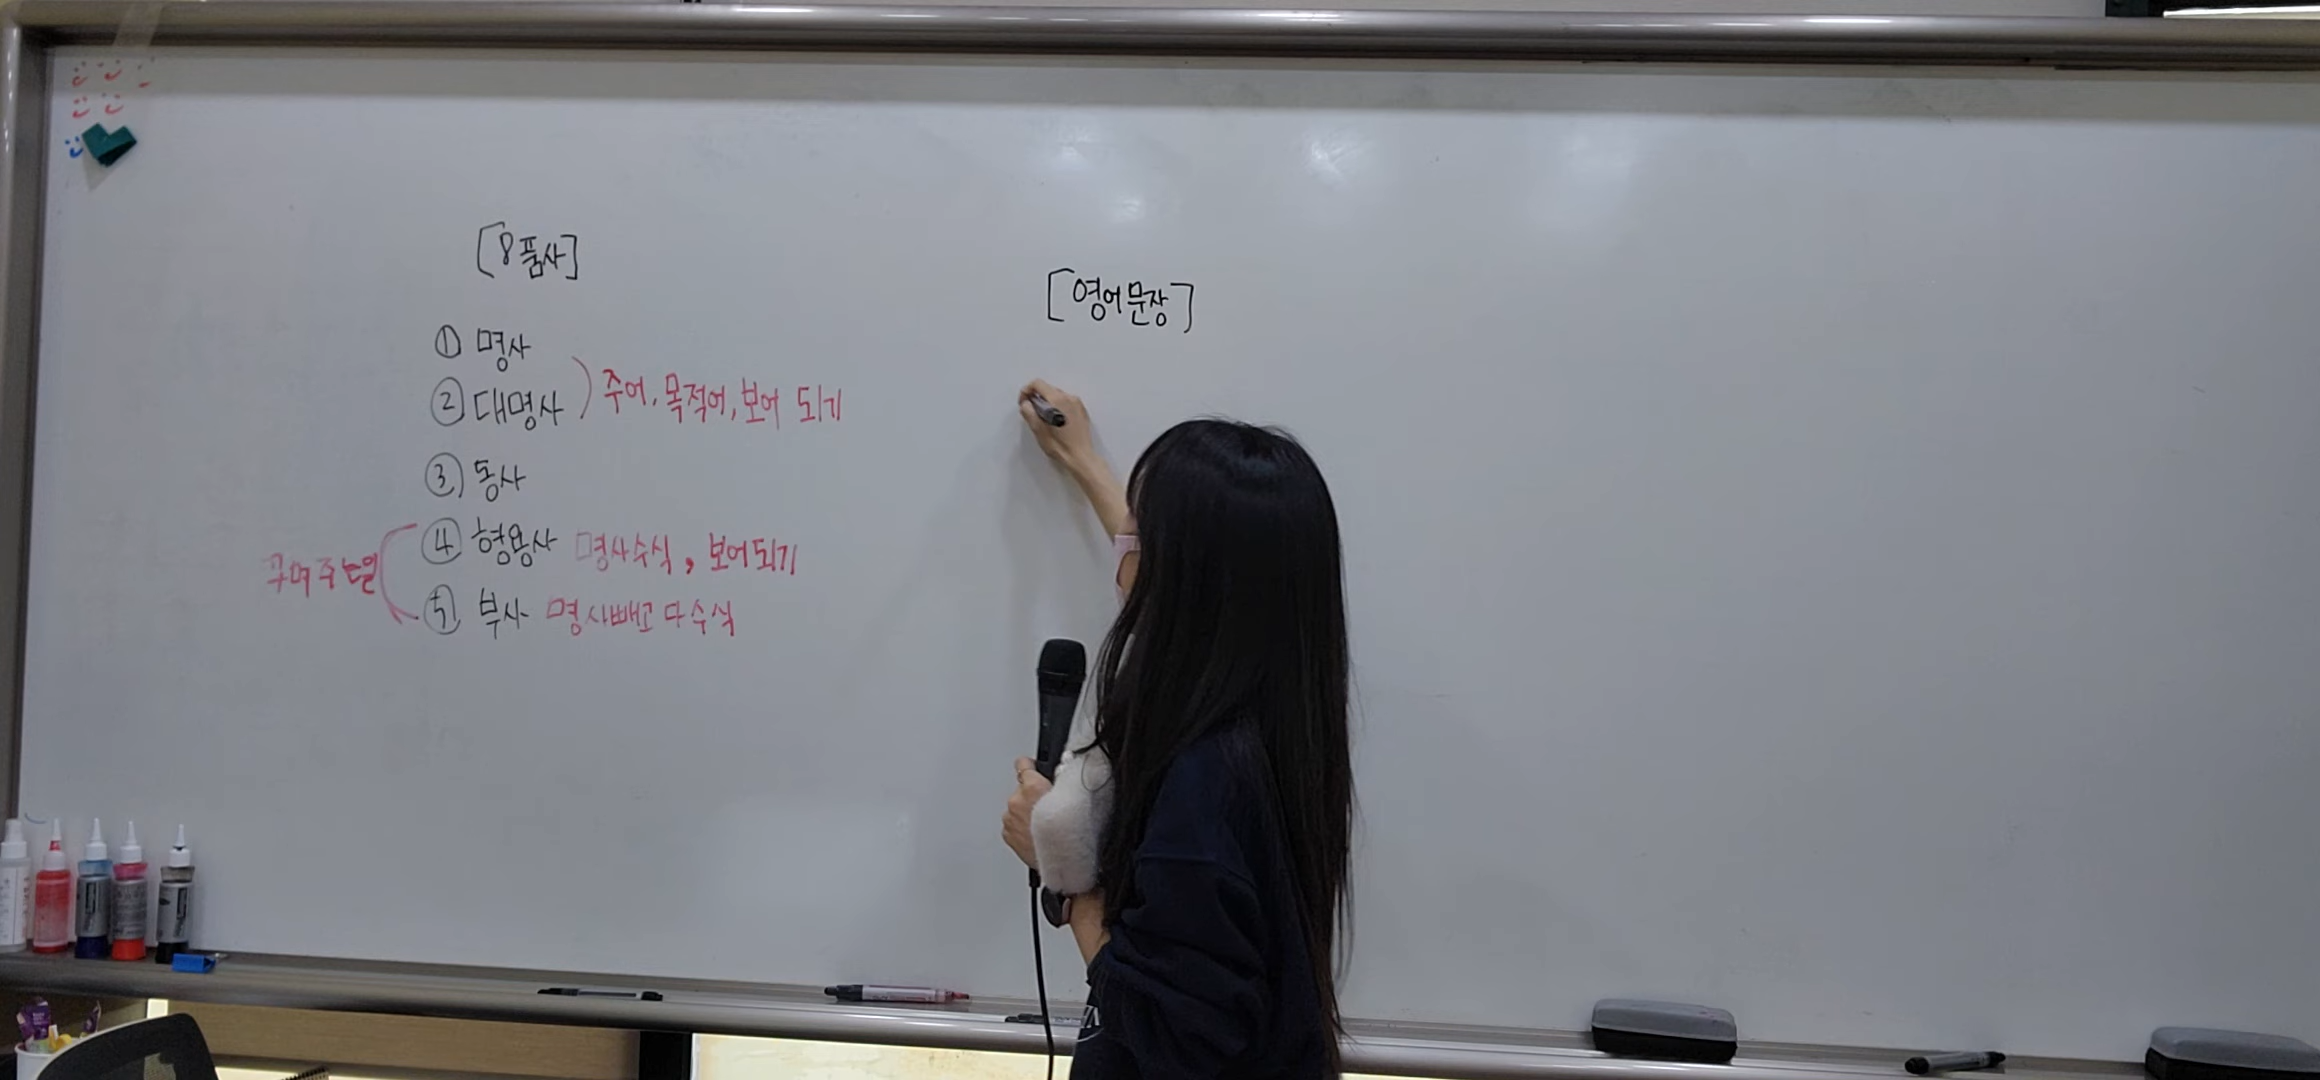 [8품사]
① 명사
② 대명사 ) 주어, 목적어, 보어 되기
③ 동사
④ 형용사 명사수식, 보어되기
꾸며주는일
⑤ 부사 명사빼고 다 수식
[영어문장]